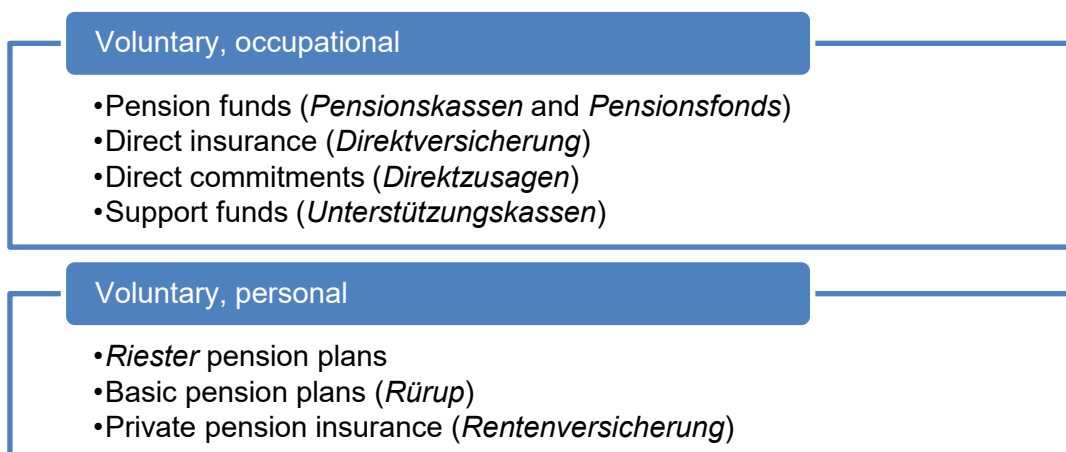 Voluntary, occupational
•Pension funds (Pensionskassen and Pensionsfonds)
•Direct insurance (Direktversicherung)
•Direct commitments (Direktzusagen)
•Support funds (Unterstützungskassen)
Voluntary, personal
•Riester pension plans
•Basic pension plans (Rürup)
•Private pension insurance (Rentenversicherung)